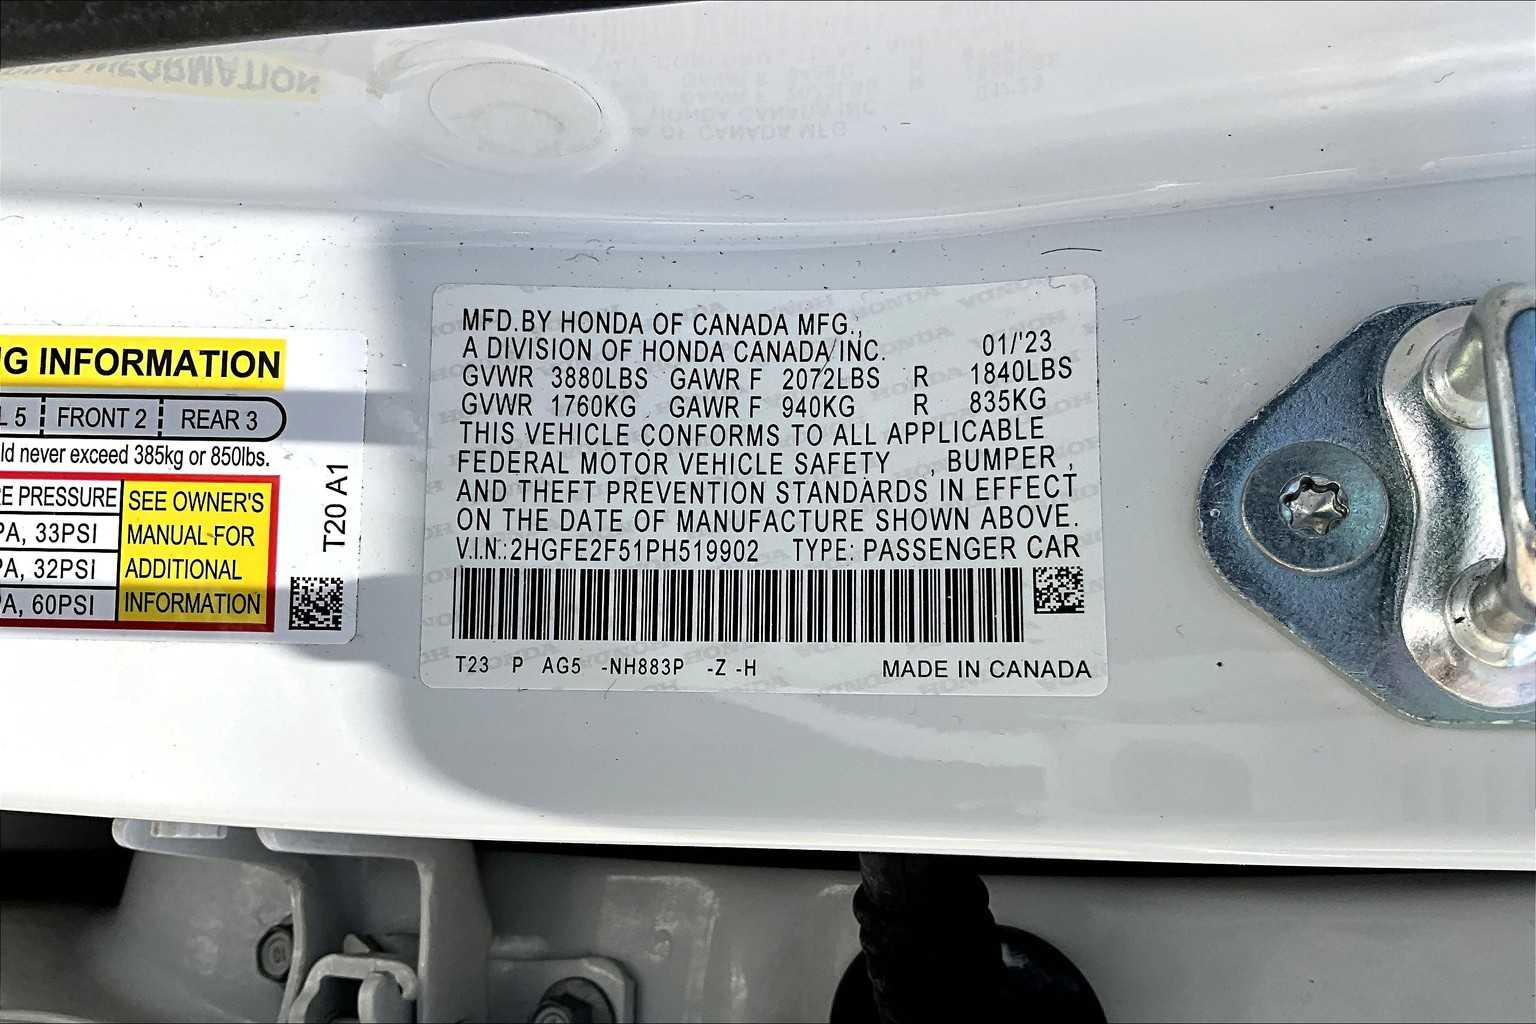 G INFORMATION
L 5 FRONT 2 REAR 3
ld never exceed 385kg or 850lbs.
RE PRESSURE
PA, 33PSI
PA, 32PSI
PA, 60PSI
SEE OWNER'S
MANUAL FOR
ADDITIONAL
INFORMATION
T20 A1
MFD.BY HONDA OF CANADA MFG.,
A DIVISION OF HONDA CANADA INC. 01/'23
GVWR 3880LBS GAWR F 2072LBS R 1840LBS
GVWR 1760KG GAWR F 940KG R 835KG
THIS VEHICLE CONFORMS TO ALL APPLICABLE
FEDERAL MOTOR VEHICLE SAFETY , BUMPER ,
AND THEFT PREVENTION STANDARDS IN EFFECT
ON THE DATE OF MANUFACTURE SHOWN ABOVE.
V.I.N.:2HGFE2F51PH519902 TYPE: PASSENGER CAR
T23 P AG5 -NH883P -Z -H MADE IN CANADA